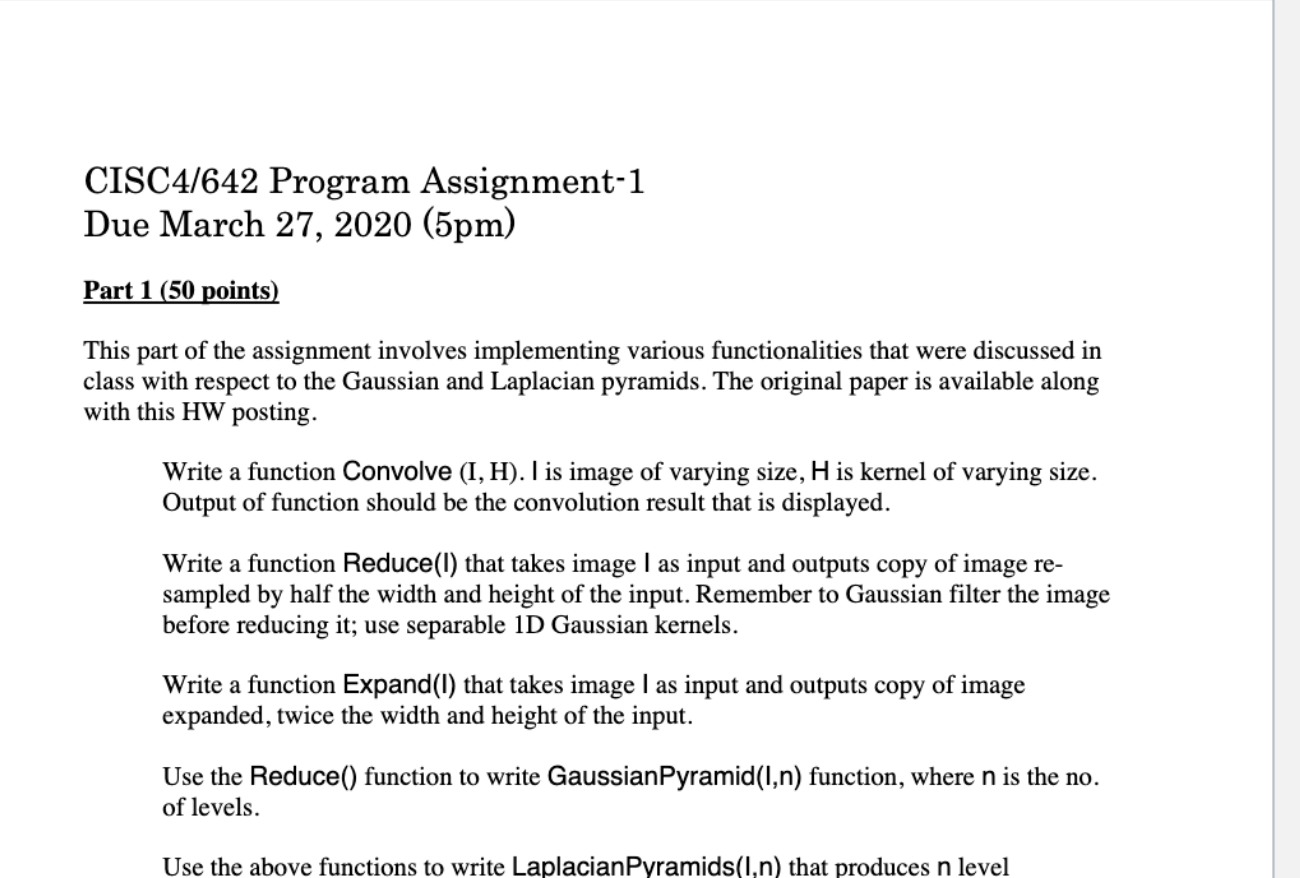 CISC4/642 Program Assignment-1
Due March 27, 2020 (5pm)
Part 1 (50 points)
This part of the assignment involves implementing various functionalities that were discussed in
class with respect to the Gaussian and Laplacian pyramids. The original paper is available along
with this HW posting.
Write a function Convolve (I, H). I is image of varying size, H is kernel of varying size.
Output of function should be the convolution result that is displayed.
Write a function Reduce(I) that takes image I as input and outputs copy of image re-
sampled by half the width and height of the input. Remember to Gaussian filter the image
before reducing it; use separable 1D Gaussian kernels.
Write a function Expand(I) that takes image I as input and outputs copy of image
expanded, twice the width and height of the input.
Use the Reduce() function to write GaussianPyramid(I,n) function, where n is the no.
of levels.
Use the above functions to write LaplacianPyramids(I,n) that produces n level